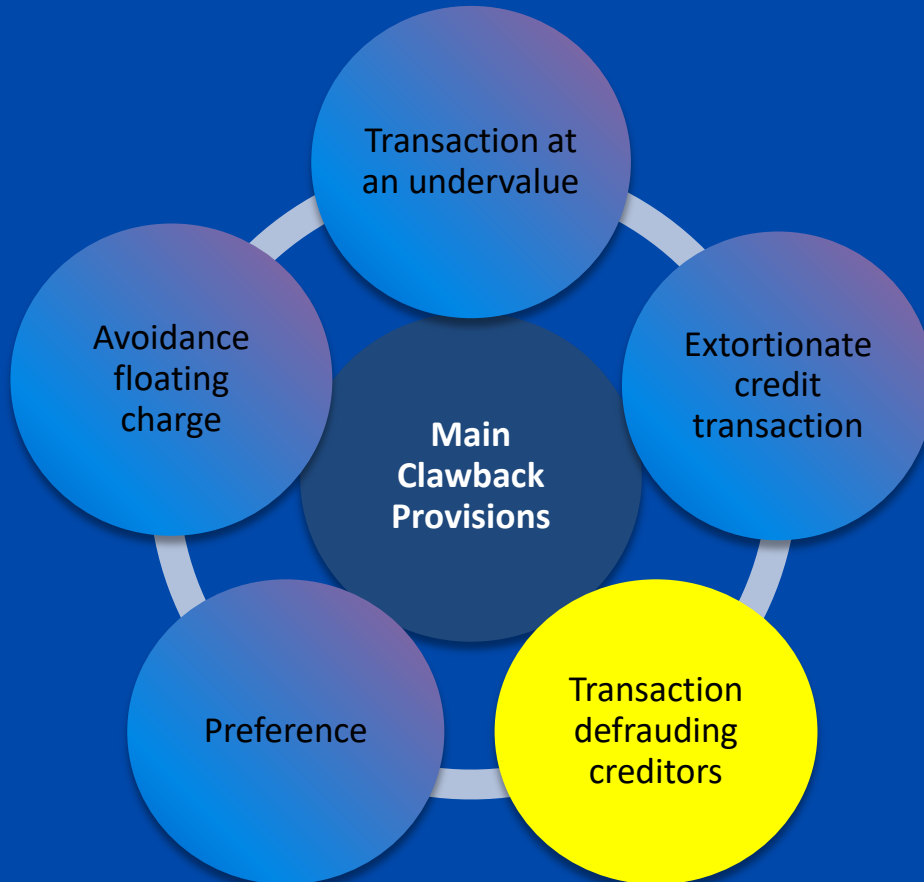 Transaction at
an undervalue
Extortionate
credit
transaction
Transaction
defrauding
creditors
Preference
Avoidance
floating
charge
Main
Clawback
Provisions